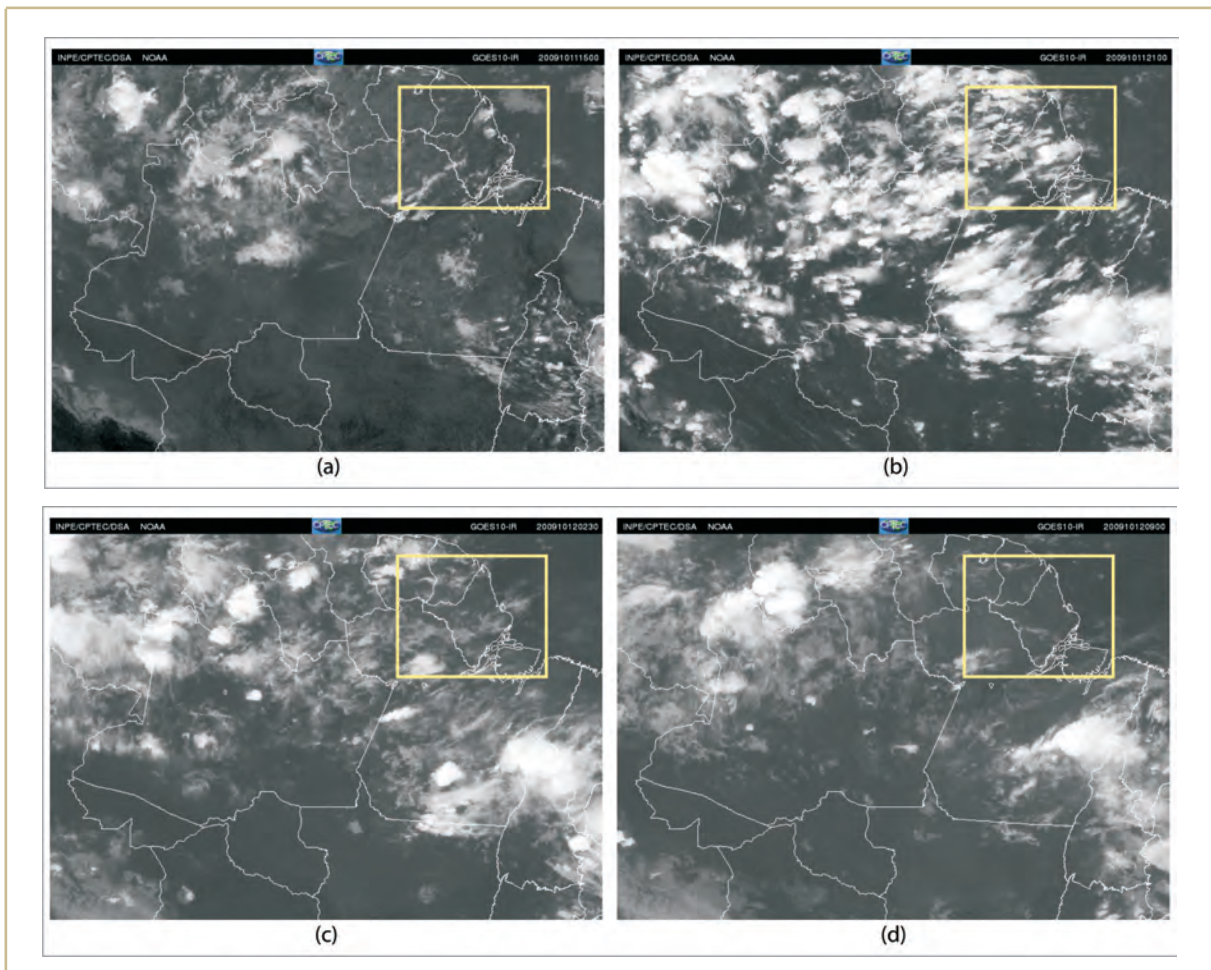 INPE/CPTEC/DSA NOAA CPTEC GOES10-IR 200910111500
INPE/CPTEC/DSA NOAA CPTEC GOES10-IR 200910112100
(a)
(b)
INPE/CPTEC/DSA NOAA CPTEC GOES10-IR 200910120230
INPE/CPTEC/DSA NOAA CPTEC GOES10-IR 200910120900
(c)
(d)